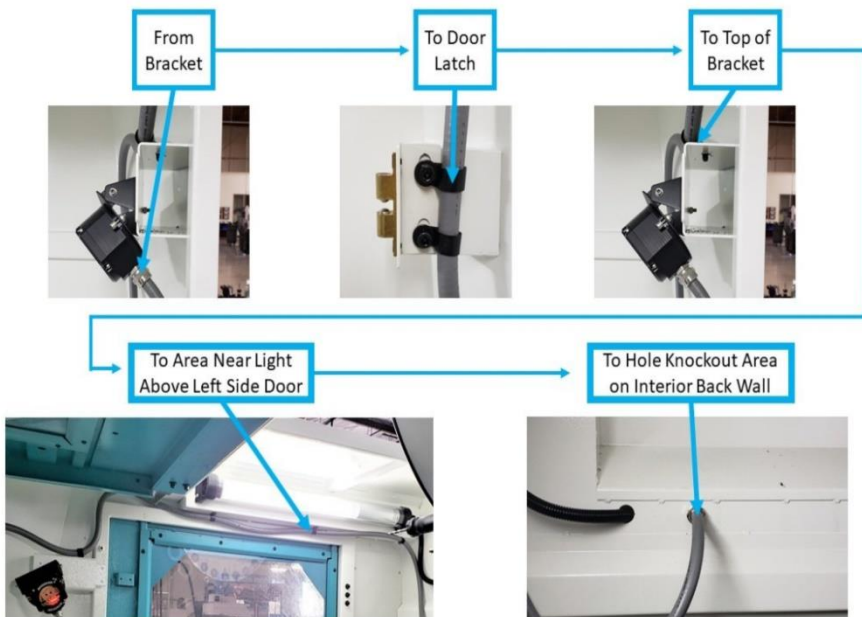 From
Bracket
To Door
Latch
To Top of
Bracket
To Area Near Light
Above Left Side Door
To Hole Knockout Area
on Interior Back Wall